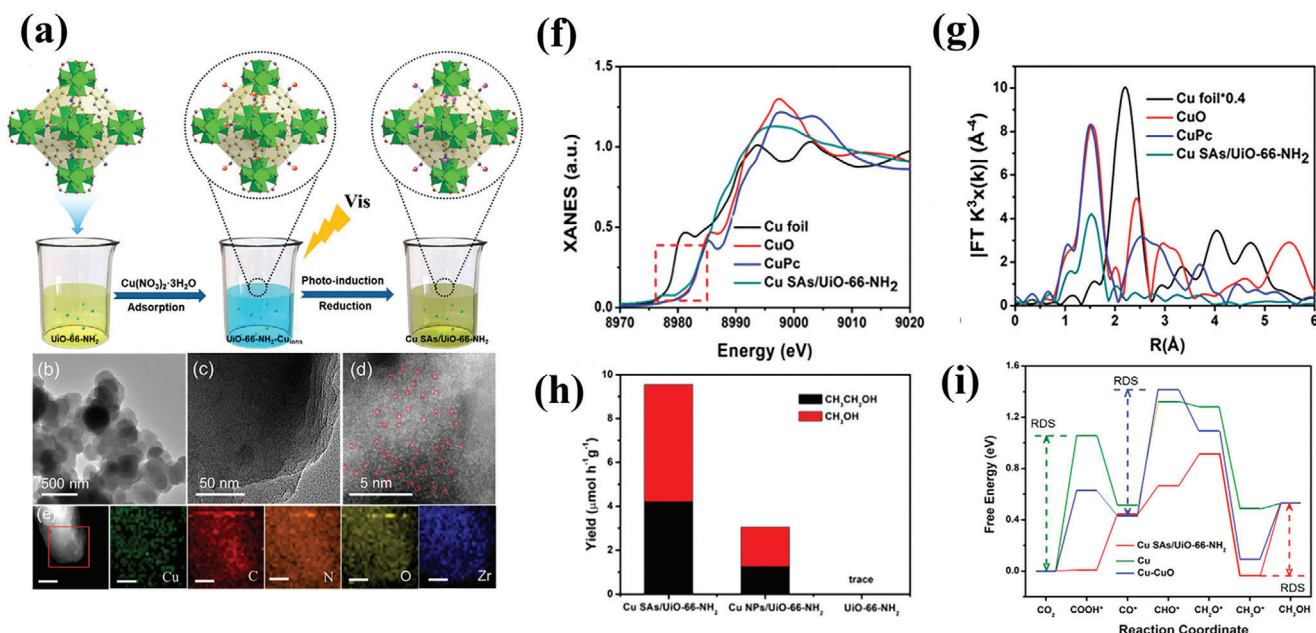 (a)
Vis
Cu(NO₃)₂·3H₂O
Adsorption
Photo-induction
Reduction
UiO-66-NH₂
UiO-66-NH₂-Cu ions
Cu SAs/UiO-66-NH₂
(b)
500 nm
(c)
50 nm
(d)
5 nm
(e)
Cu
C
N
O
Zr
(f)
XANES (a.u.)
1.5
1.0
0.5
0.0
Cu foil
CuO
CuPc
Cu SAs/UiO-66-NH₂
8970 8980 8990 9000 9010 9020
Energy (eV)
(g)
|FT K³x(k)| (Å⁻⁴)
12
10
8
6
4
2
0
Cu foil*0.4
CuO
CuPc
Cu SAs/UiO-66-NH₂
0 1 2 3 4 5 6
R(Å)
(h)
Yield (μmol h⁻¹g⁻¹)
10
8
6
4
2
0
CH₃CH₂OH
CH₃OH
trace
Cu SAs/UiO-66-NH₂ Cu NPs/UiO-66-NH₂ UiO-66-NH₂
(i)
Free Energy (eV)
1.6
1.2
0.8
0.4
0.0
RDS
RDS
RDS
Cu SAs/UiO-66-NH₂
Cu
Cu-CuO
CO₂ COOH* CO* CHO* CH₂O* CH₃O* CH₃OH
Reaction Coordinate